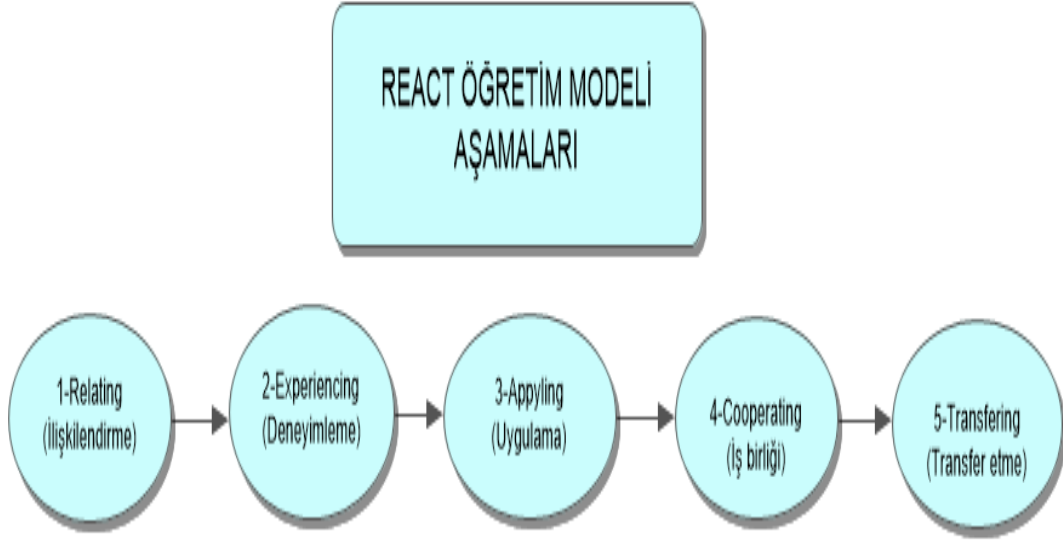 REACT ÖĞRETİM MODELİ
AŞAMALARI
1-Relating
(İlişkilendirme)
2-Experiencing
(Deneyimleme)
3-Appyling
(Uygulama)
4-Cooperating
(İş birliği)
5-Transfering
(Transfer etme)